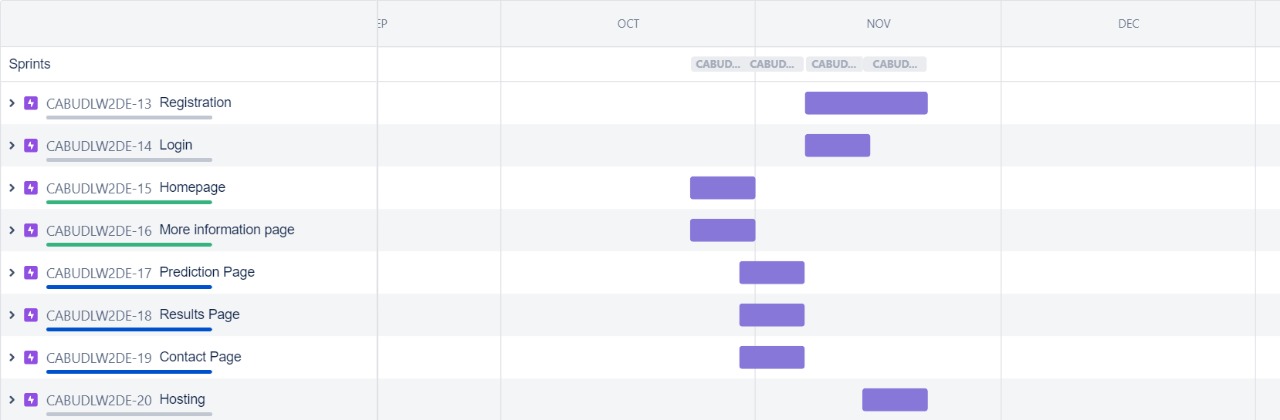 EP OCT NOV DEC
Sprints CABUD... CABUD... CABUD... CABUD...
CABUDLW2DE-13 Registration
CABUDLW2DE-14 Login
CABUDLW2DE-15 Homepage
CABUDLW2DE-16 More information page
CABUDLW2DE-17 Prediction Page
CABUDLW2DE-18 Results Page
CABUDLW2DE-19 Contact Page
CABUDLW2DE-20 Hosting